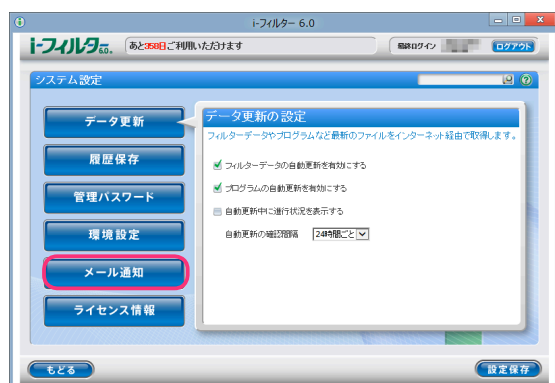 i-フィルター 6.0
i-フィルター6.0. あと358日ご利用いただけます 最終ログイン ログアウト
システム設定
データ更新
履歴保存
管理パスワード
環境設定
メール通知
ライセンス情報
データ更新の設定
フィルターデータやプログラムなど最新のファイルをインターネット経由で取得します。
フィルターデータの自動更新を有効にする
プログラムの自動更新を有効にする
自動更新中に進行状況を表示する
自動更新の確認間隔 24時間ごと
もどる 設定保存